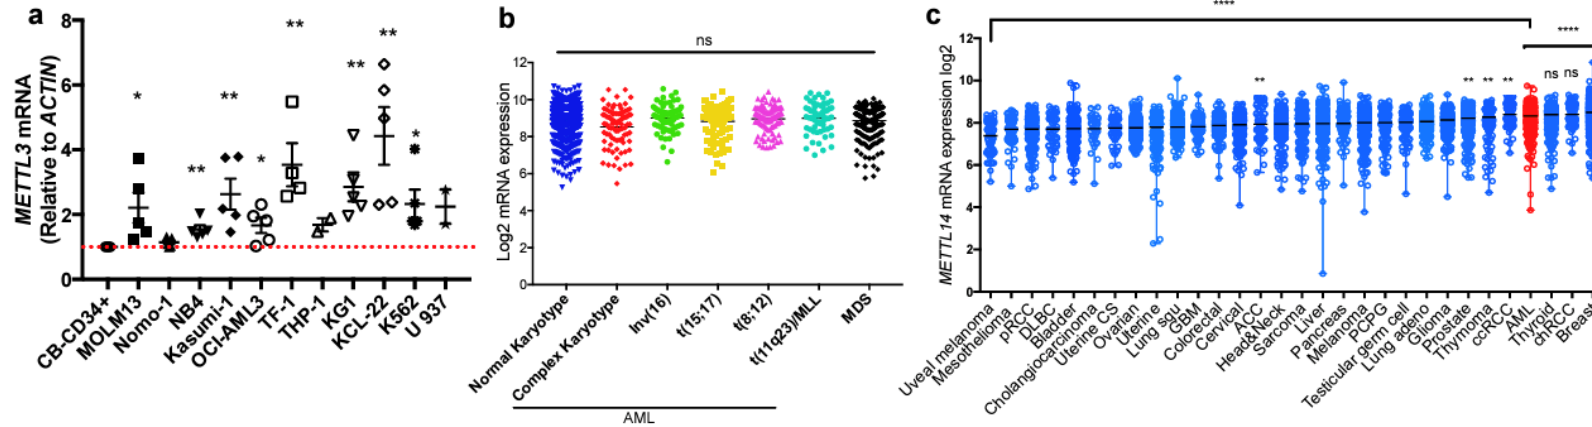 a
METTL3 mRNA
(Relative to ACTIN)
8
6
4
2
0
*
**
**
*
**
**
**
*
CB-CD34+
MOLM13
Nomo-1
NB4
Kasumi-1
OCI-AML3
TF-1
THP-1
KG1
KCL-22
K562
U 937
b
Log2 mRNA expression
12
10
8
6
4
2
0
ns
Normal Karyotype
Complex Karyotype
Inv(16)
t(15;17)
t(8;12)
t(11q23)/MLL
MDS
AML
c
METTL14 mRNA expression log2
12
10
8
6
4
2
0
****
****
**
**
**
**
ns
ns
Uveal melanoma
Mesothelioma
pRCC
DLBC
Bladder
Cholangiocarcinoma
Uterine CS
Ovarian
Uterine
Lung squ
GBM
Colorectal
Cervical
ACC
Head&Neck
Sarcoma
Liver
Pancreas
Melanoma
PCPG
Testicular germ cell
Lung adeno
Glioma
Prostate
Thymoma
ccRCC
AML
Thyroid
chRCC
Breast